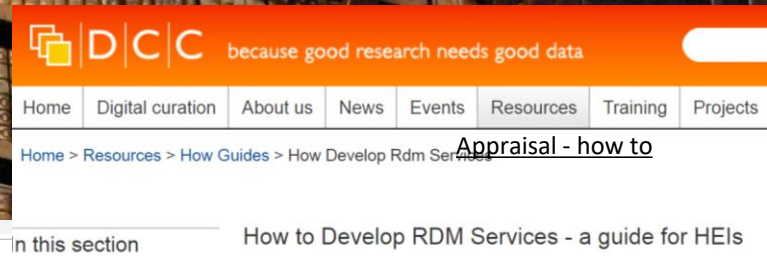 D|C|C because good research needs good data
Home Digital curation About us News Events Resources Training Projects
Appraisal - how to
Home > Resources > How Guides > How Develop Rdm Services
In this section
How to Develop RDM Services - a guide for HEIs